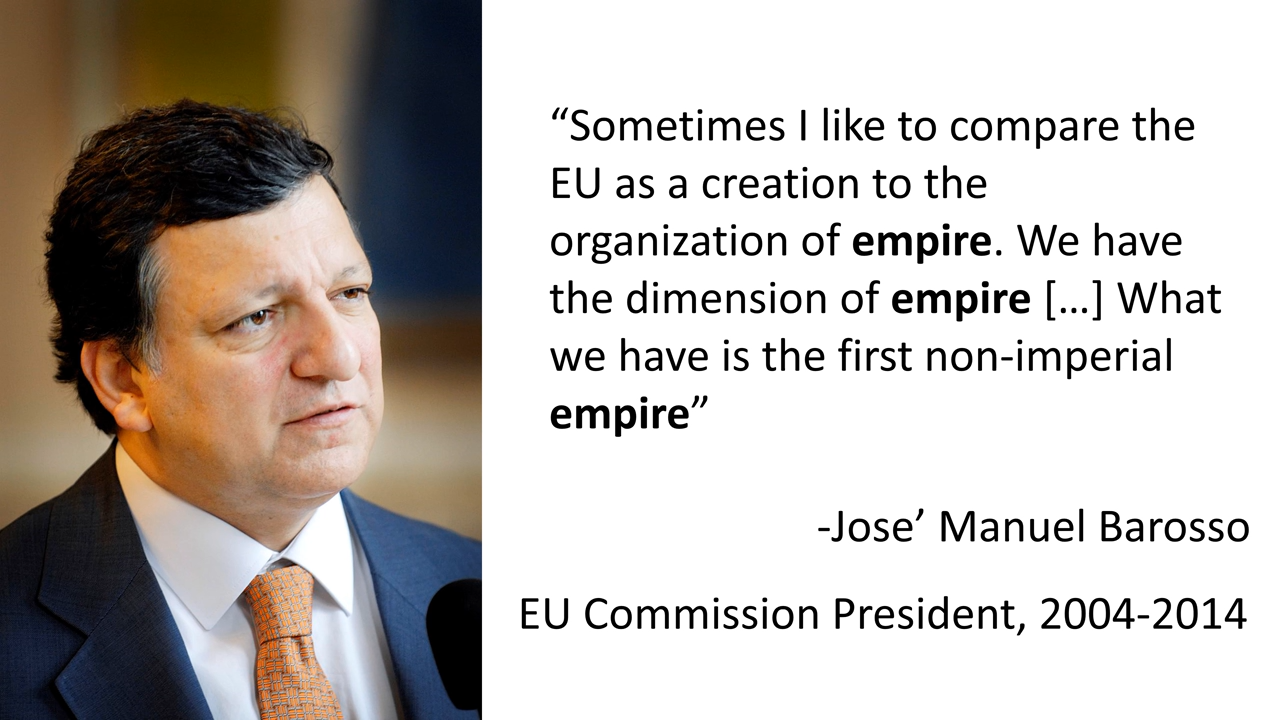 “Sometimes I like to compare the
EU as a creation to the
organization of empire. We have
the dimension of empire [...] What
we have is the first non-imperial
empire”
-Jose’ Manuel Barosso
EU Commission President, 2004-2014